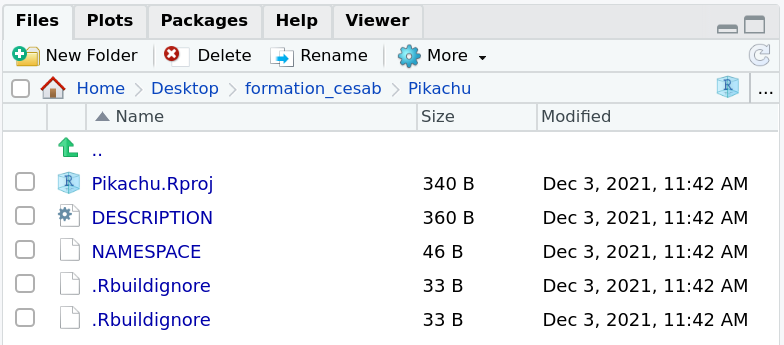 Files Plots Packages Help Viewer
New Folder Delete Rename More
Home Desktop formation_cesab Pikachu R ...
Name Size Modified
..
R Pikachu.Rproj 340 B Dec 3, 2021, 11:42 AM
DESCRIPTION 360 B Dec 3, 2021, 11:42 AM
NAMESPACE 46 B Dec 3, 2021, 11:42 AM
.Rbuildignore 33 B Dec 3, 2021, 11:42 AM
.Rbuildignore 33 B Dec 3, 2021, 11:42 AM